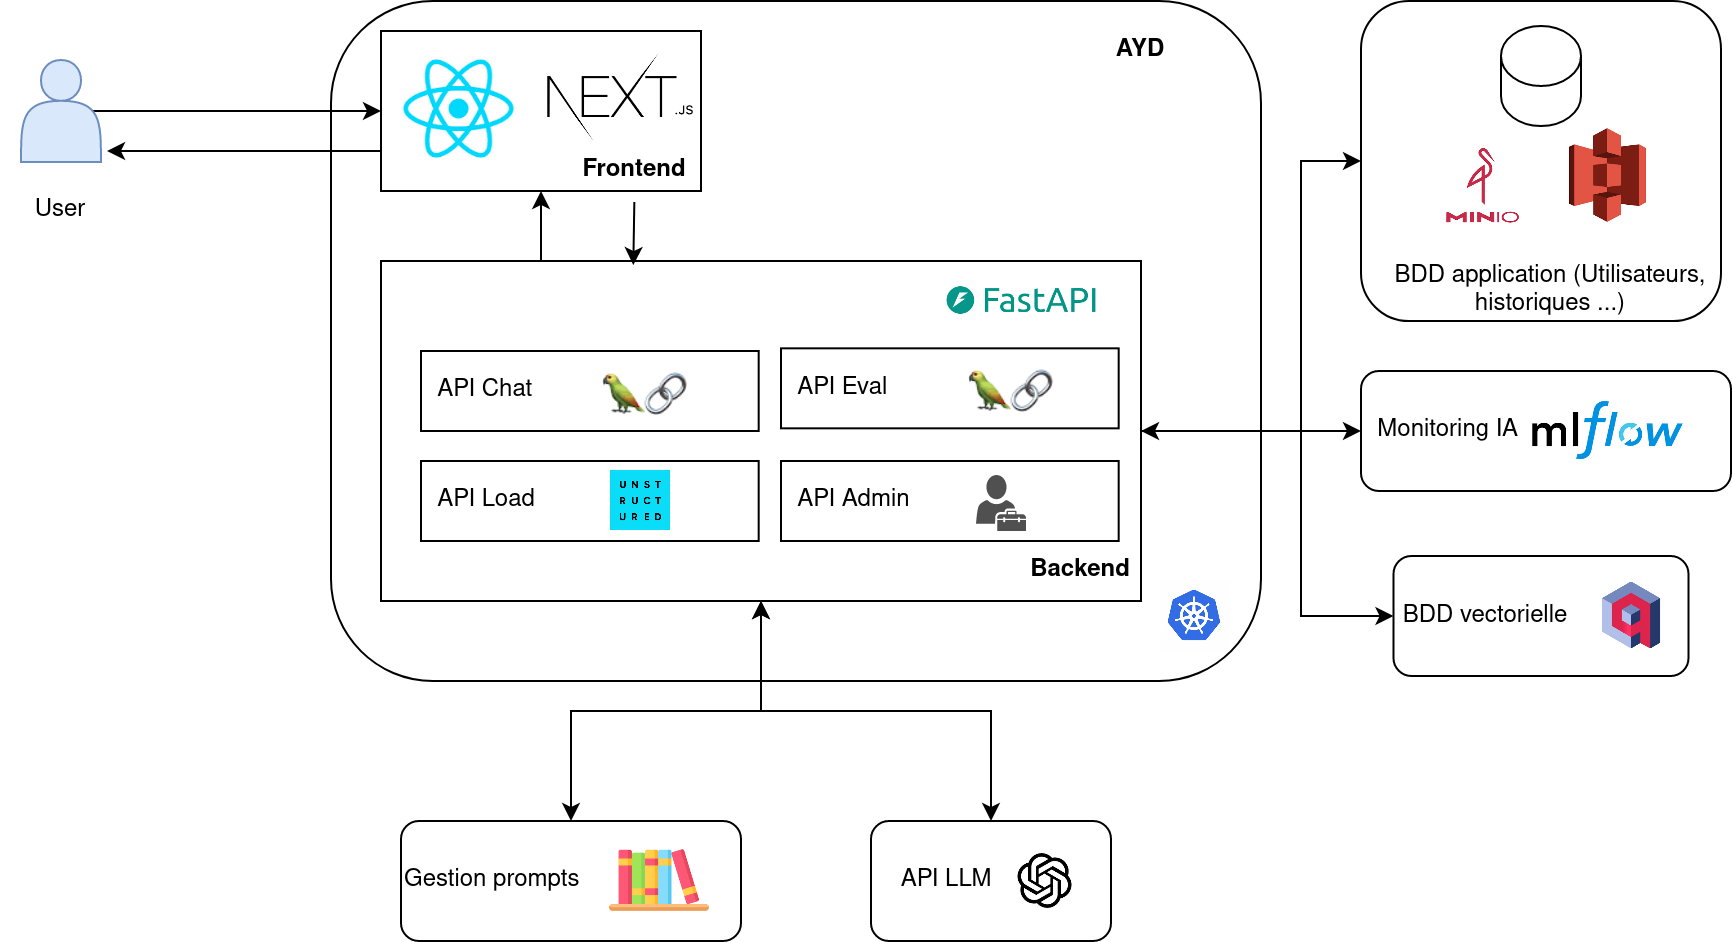 AYD
NEXT
.JS
Frontend
User
FastAPI
API Chat
API Eval
API Load
UNST
RUCT
URED
API Admin
Backend
MINIO
BDD application (Utilisateurs,
historiques ...)
Monitoring IA
mlflow
BDD vectorielle
Gestion prompts
API LLM